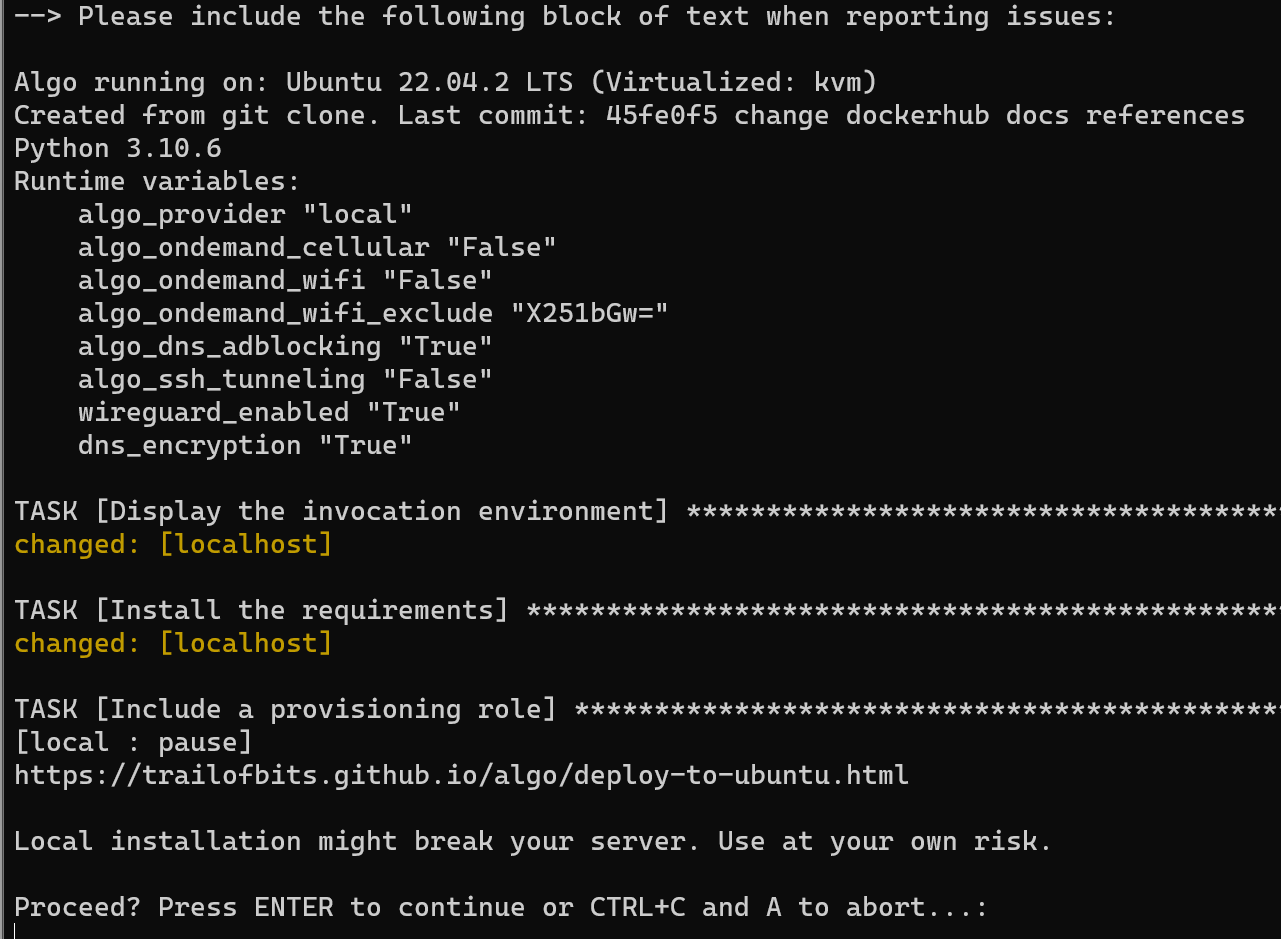 --> Please include the following block of text when reporting issues:
Algo running on: Ubuntu 22.04.2 LTS (Virtualized: kvm)
Created from git clone. Last commit: 45fe0f5 change dockerhub docs references
Python 3.10.6
Runtime variables:
    algo_provider "local"
    algo_ondemand_cellular "False"
    algo_ondemand_wifi "False"
    algo_ondemand_wifi_exclude "X251bGw="
    algo_dns_adblocking "True"
    algo_ssh_tunneling "False"
    wireguard_enabled "True"
    dns_encryption "True"
TASK [Display the invocation environment] *************************************
changed: [localhost]
TASK [Install the requirements] ***********************************************
changed: [localhost]
TASK [Include a provisioning role] ********************************************
[local : pause]
https://trailofbits.github.io/algo/deploy-to-ubuntu.html
Local installation might break your server. Use at your own risk.
Proceed? Press ENTER to continue or CTRL+C and A to abort...: